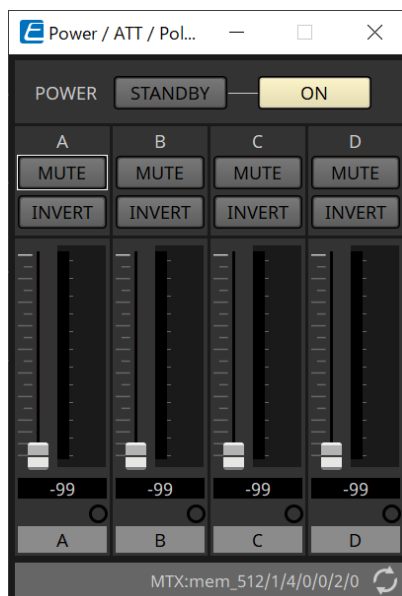 E Power / ATT / Pol...
POWER STANDBY ON
A B C D
MUTE MUTE MUTE MUTE
INVERT INVERT INVERT INVERT
-99 -99 -99 -99
A B C D
MTX:mem_512/1/4/0/0/2/0